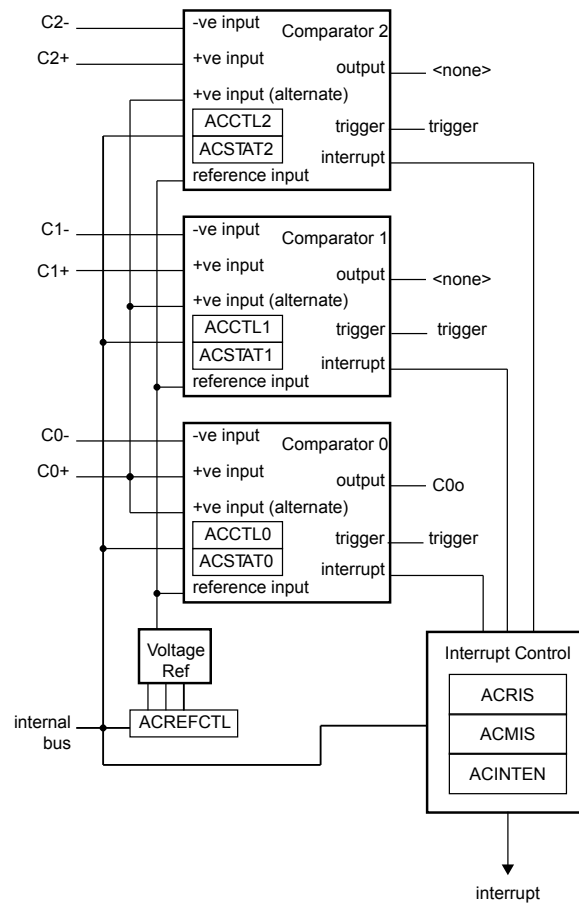 C2-
-ve input
Comparator 2
C2+
+ve input
output
<none>
+ve input (alternate)
ACCTL2
trigger
trigger
ACSTAT2
interrupt
reference input
C1-
-ve input
Comparator 1
C1+
+ve input
output
<none>
+ve input (alternate)
ACCTL1
trigger
trigger
ACSTAT1
interrupt
reference input
C0-
-ve input
Comparator 0
C0+
+ve input
output
C0o
+ve input (alternate)
ACCTL0
trigger
trigger
ACSTAT0
interrupt
reference input
Voltage
Ref
Interrupt Control
ACRIS
internal
bus
ACREFCTL
ACMIS
ACINTEN
interrupt